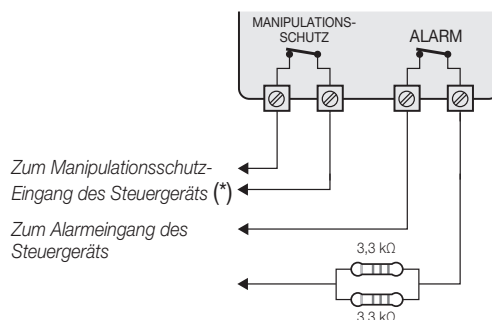 MANIPULATIONS-
SCHUTZ
ALARM
Zum Manipulationsschutz-
Eingang des Steuergeräts (*)
Zum Alarmeingang des
Steuergeräts
3,3 kΩ
3,3 kΩ